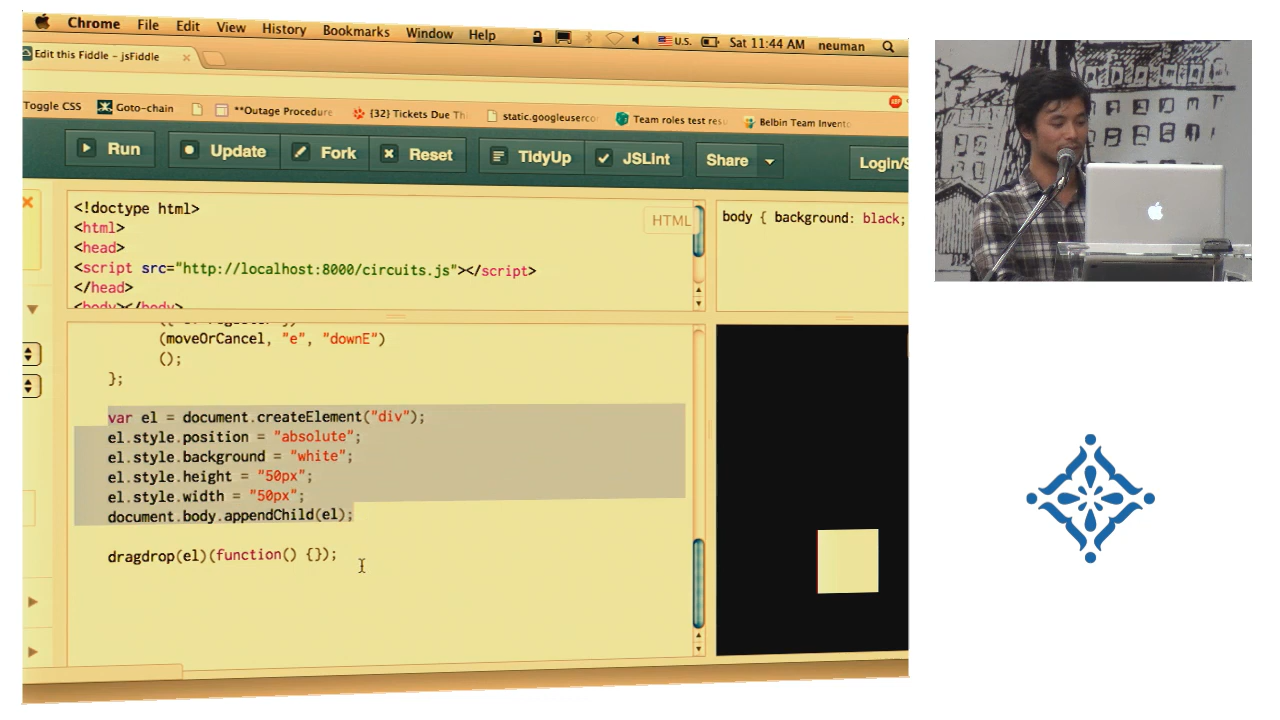 Chrome File Edit View History Bookmarks Window Help U.S. Sat 11:44 AM neuman
Edit this Fiddle - jsFiddle
Toggle CSS Goto-chain **Outage Procedure {32} Tickets Due Th static.googleuserco Team roles test res Belbin Team Invento
ABP
Run Update Fork Reset TidyUp JSLint Share Login/S
<!doctype html>
<html>
<head>
<script src="http://localhost:8000/circuits.js"></script>
</head>
<body></body>
HTML
body { background: black;
(moveOrCancel, "e", "downE")
();
};
var el = document.createElement("div");
el.style.position = "absolute";
el.style.background = "white";
el.style.height = "50px";
el.style.width = "50px";
document.body.appendChild(el);
dragdrop(el)(function() {});